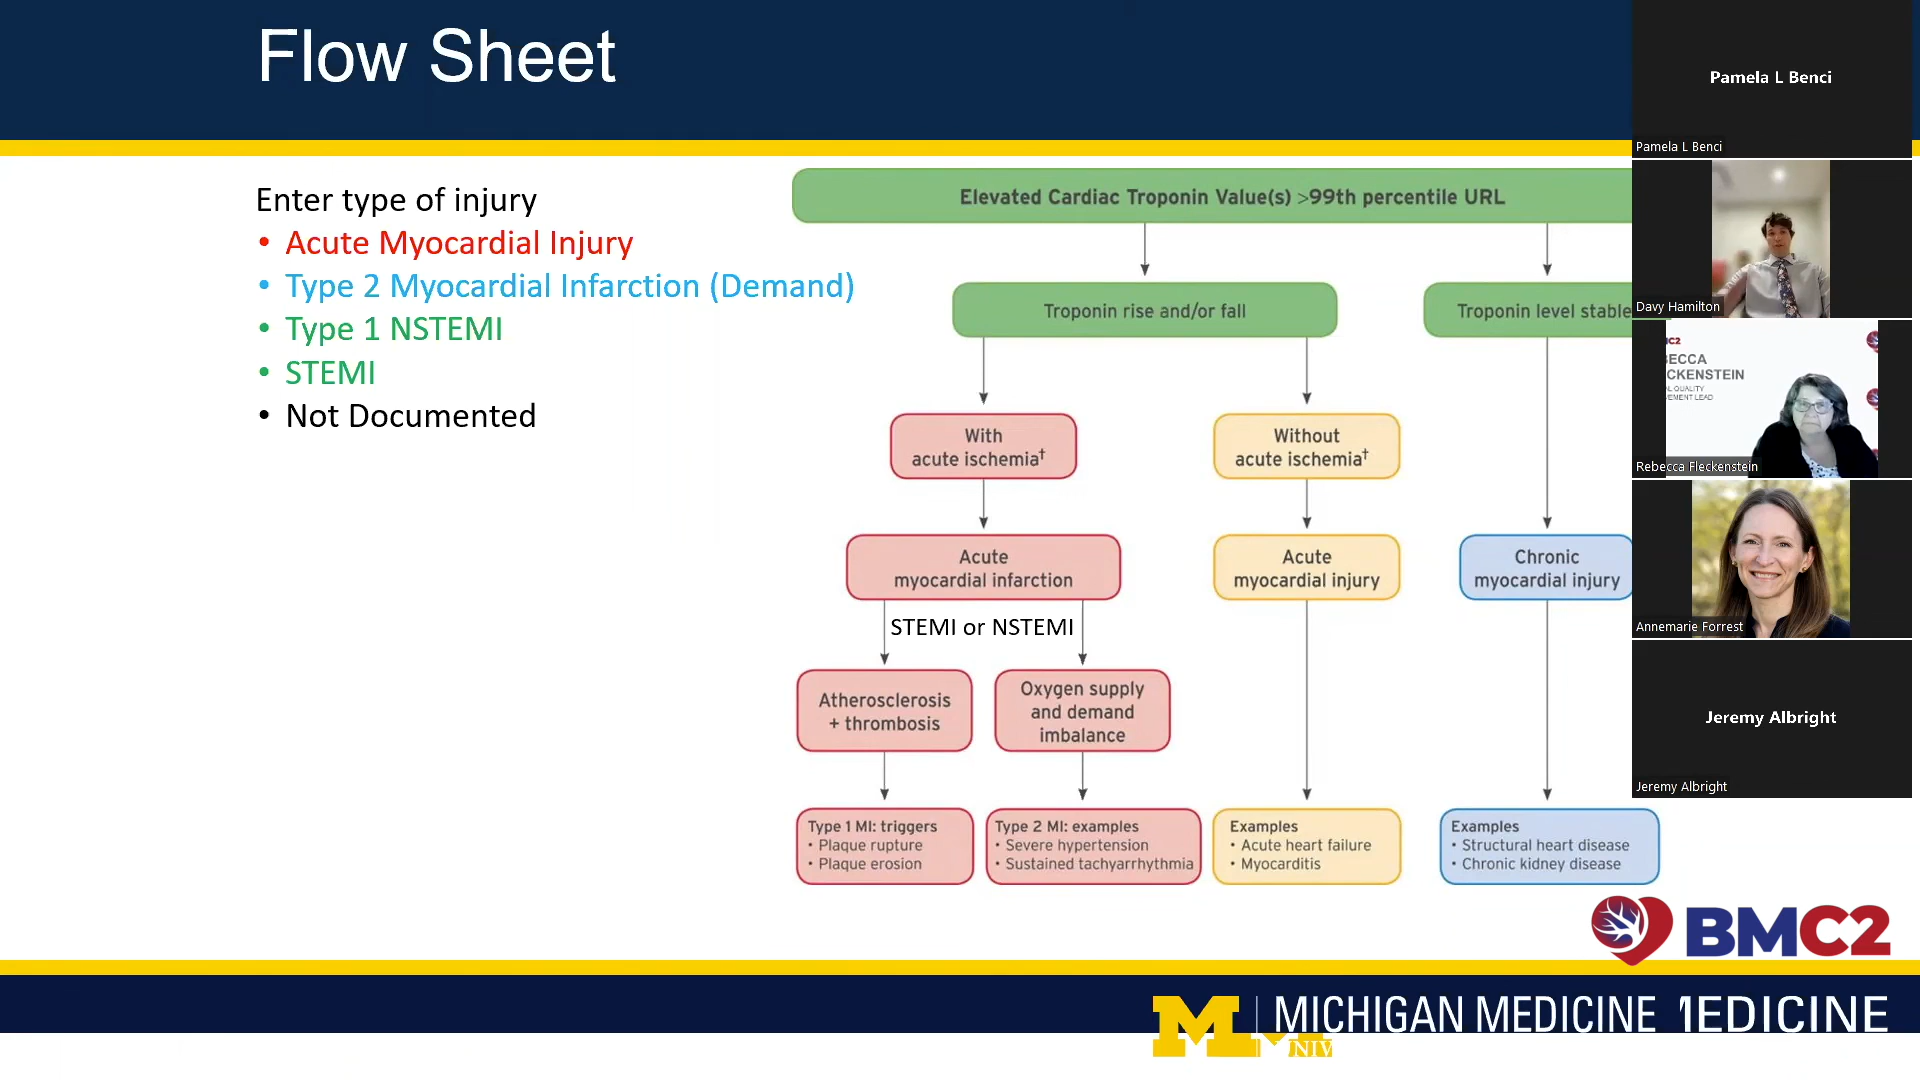 Flow Sheet
Enter type of injury
• Acute Myocardial Injury
• Type 2 Myocardial Infarction (Demand)
• Type 1 NSTEMI
• STEMI
• Not Documented
Elevated Cardiac Troponin Value(s) >99th percentile URL
Troponin rise and/or fall
Troponin level stable
With
acute ischemia†
Without
acute ischemia†
Acute
myocardial infarction
Acute
myocardial injury
Chronic
myocardial injury
STEMI or NSTEMI
Atherosclerosis
+ thrombosis
Oxygen supply
and demand
imbalance
Type 1 MI: triggers
• Plaque rupture
• Plaque erosion
Type 2 MI: examples
• Severe hypertension
• Sustained tachyarrhythmia
Examples
• Acute heart failure
• Myocarditis
Examples
• Structural heart disease
• Chronic kidney disease
BMC2
M MICHIGAN MEDICINE MEDICINE
UNIV
Pamela L Benci
Pamela L Benci
Davy Hamilton
MC2
ECCA
CKENSTEIN
L QUALITY
VEMENT LEAD
Rebecca Fleckenstein
Annemarie Forrest
Jeremy Albright
Jeremy Albright